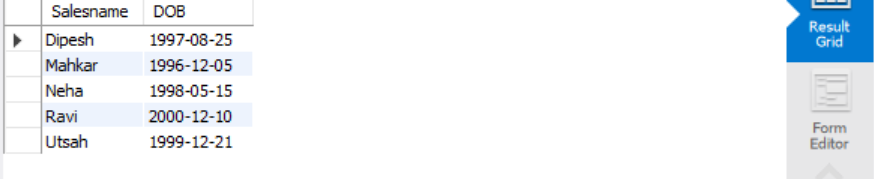 Salesname DOB
Dipesh 1997-08-25
Mahkar 1996-12-05
Neha 1998-05-15
Ravi 2000-12-10
Utsah 1999-12-21
Result
Grid
Form
Editor